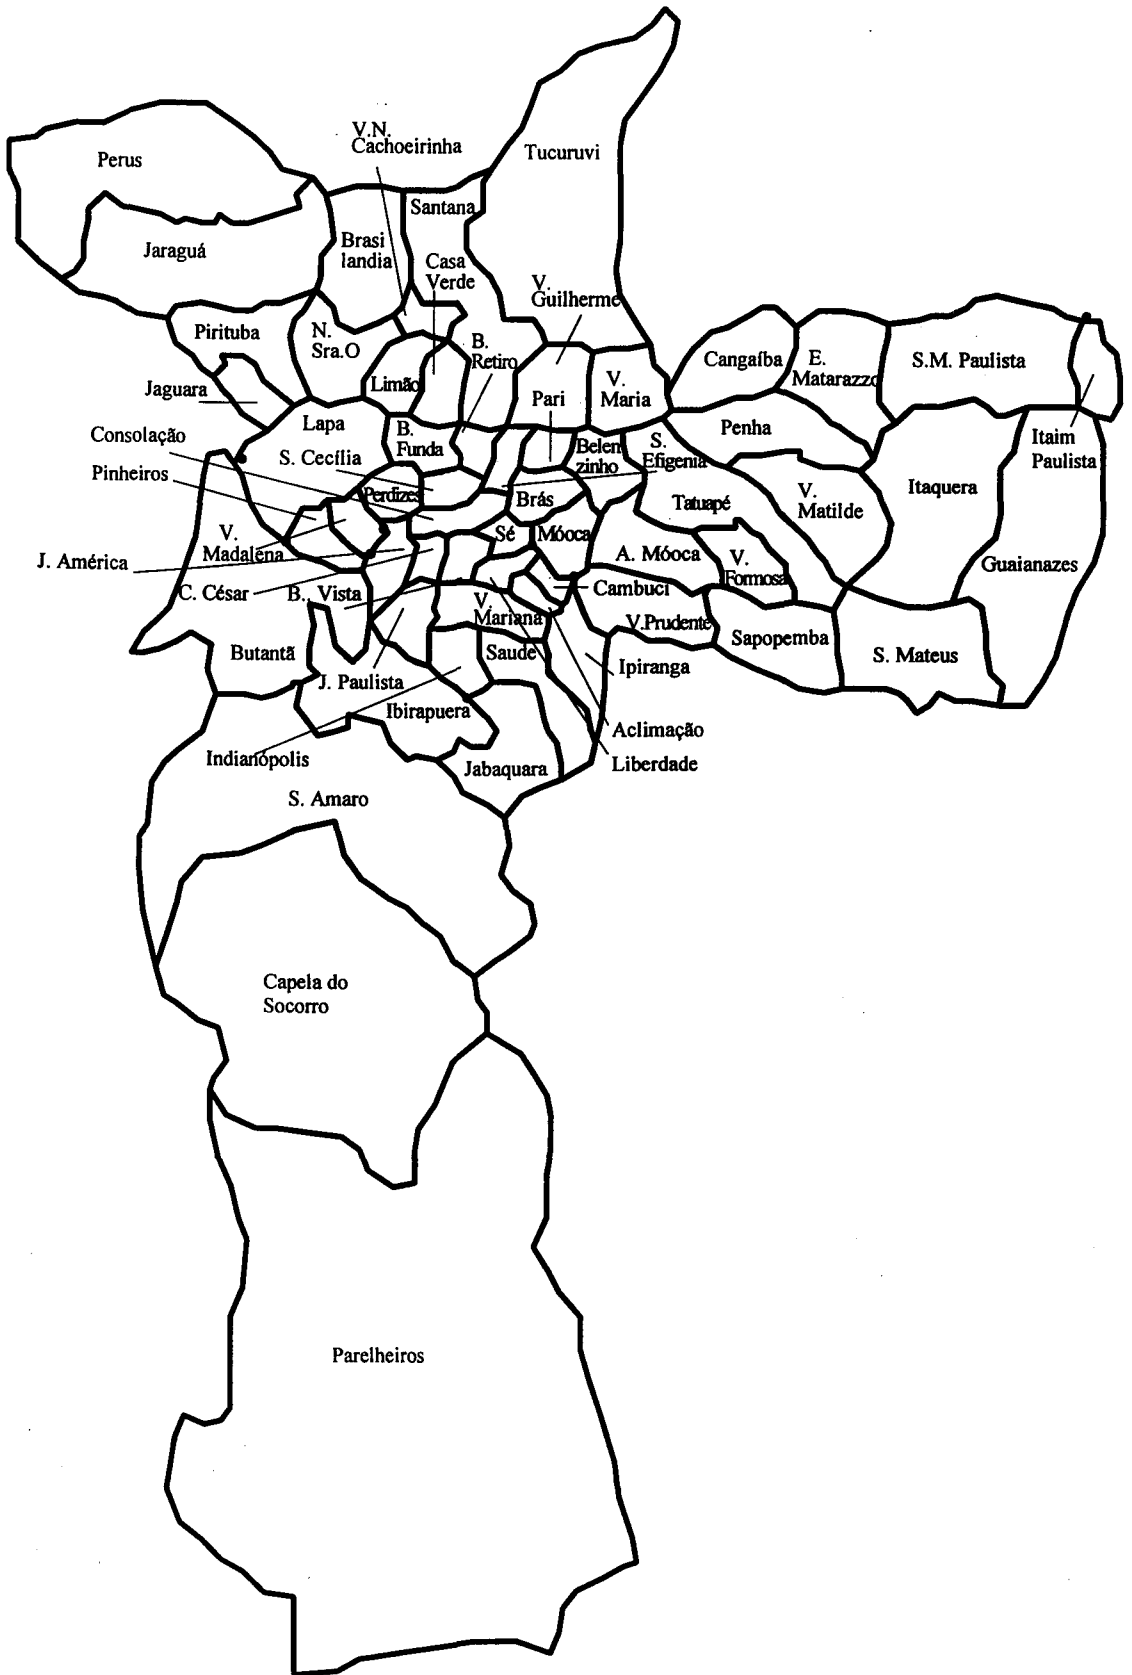 V.N.
Cachoeirinha
Tucuruvi
Perus
Santana
Jaraguá
Brasi
landia
Casa
Verde
V.
Guilherme
Pirituba
N.
Sra.O
B.
Retiro
Cangaíba
E.
Matarazzo
S.M. Paulista
Jaguara
Limão
Pari
V.
Maria
Lapa
Consolação
B.
Funda
Penha
Itaim
Paulista
Pinheiros
S. Cecília
Belen
zinho
S.
Efigenia
Perdizes
Brás
Tatuapé
V.
Matilde
Itaquera
V.
Madalena
Sé
Móoca
A. Móoca
V.
Formosa
Guaianazes
J. América
C. César
B.. Vista
Cambuci
V.
Mariana
V.Prudente
Sapopemba
Butantã
Saude
S. Mateus
Ipiranga
J. Paulista
Ibirapuera
Aclimação
Indianópolis
Jabaquara
Liberdade
S. Amaro
Capela do
Socorro
Parelheiros